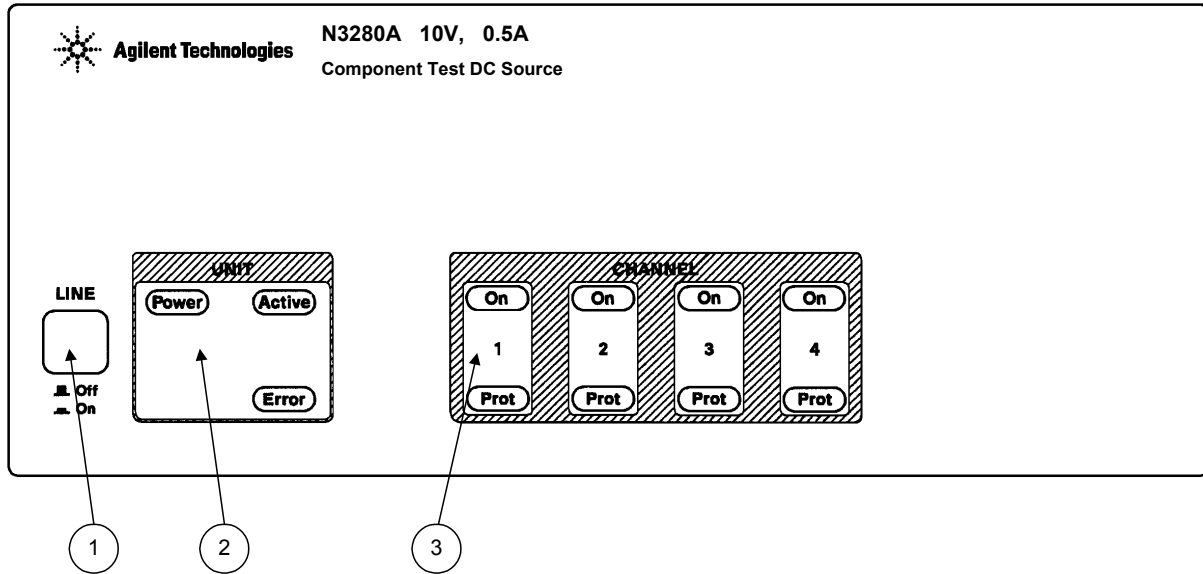 Agilent Technologies
N3280A 10V, 0.5A
Component Test DC Source
LINE
Off
On
UNIT
Power Active
Error
CHANNEL
On On On On
1 2 3 4
Prot Prot Prot Prot
1 2 3